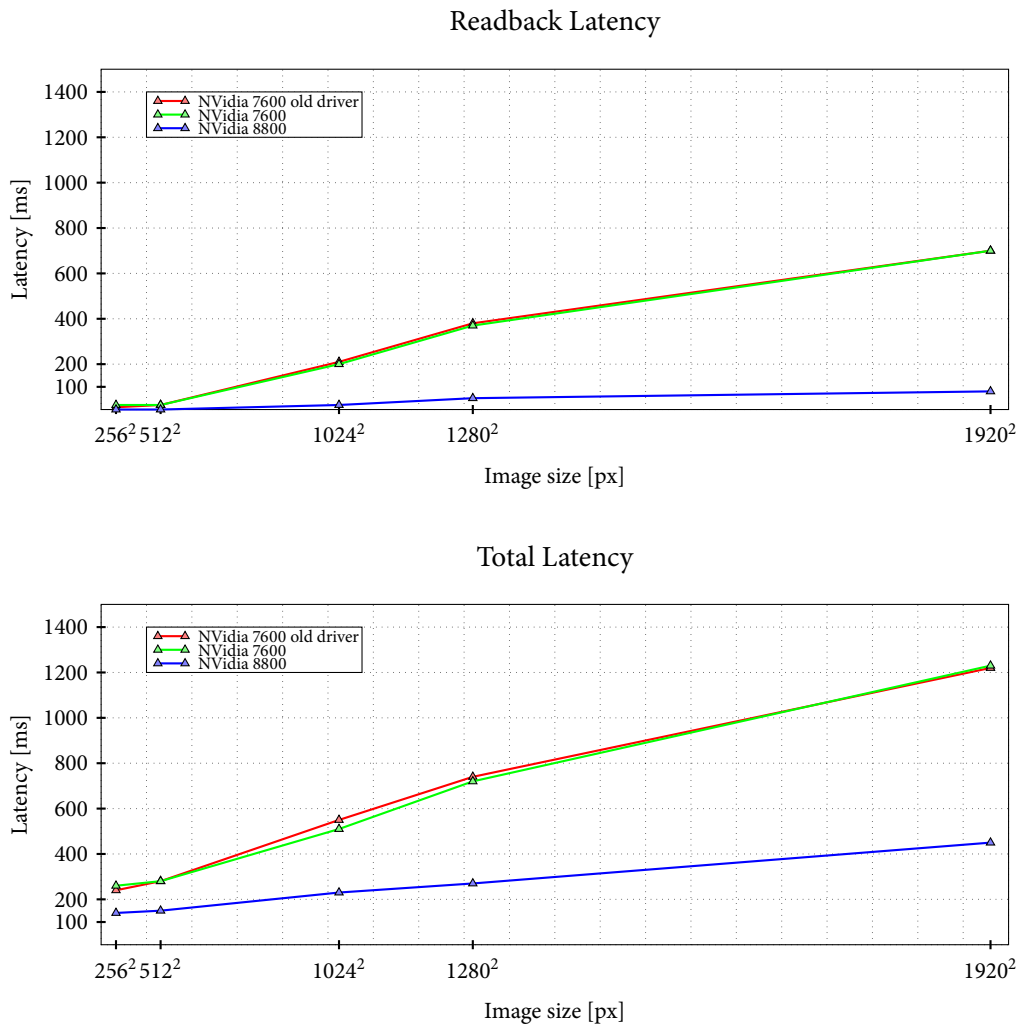 Readback Latency
1400
1200
1000
800
600
400
200
100
Latency [ms]
NVidia 7600 old driver
NVidia 7600
NVidia 8800
256² 512² 1024² 1280² 1920²
Image size [px]
Total Latency
1400
1200
1000
800
600
400
200
100
Latency [ms]
NVidia 7600 old driver
NVidia 7600
NVidia 8800
256² 512² 1024² 1280² 1920²
Image size [px]